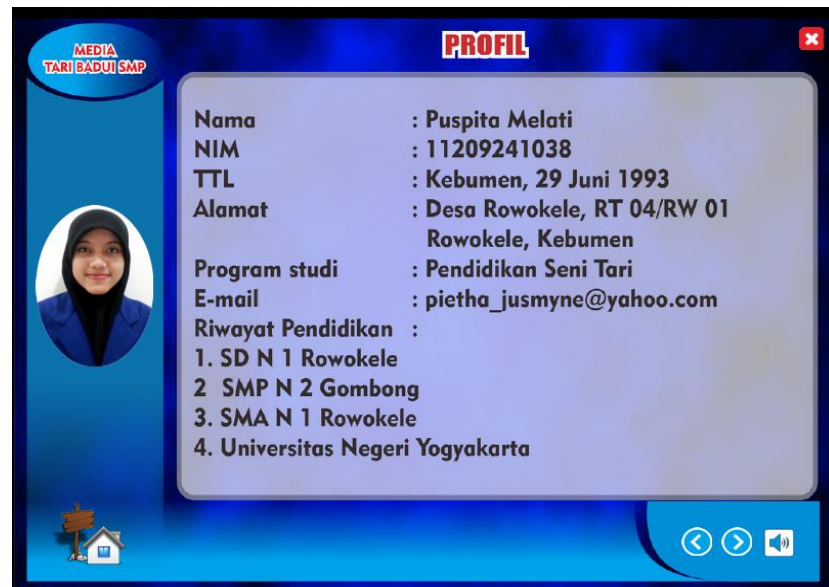 MEDIA
TARI BADUI SMP
PROFIL
Nama : Puspita Melati
NIM : 11209241038
TTL : Kebumen, 29 Juni 1993
Alamat : Desa Rowokele, RT 04/RW 01
Rowokele, Kebumen
Program studi : Pendidikan Seni Tari
E-mail : pietha_jusmyne@yahoo.com
Riwayat Pendidikan :
1. SD N 1 Rowokele
2 SMP N 2 Gombong
3. SMA N 1 Rowokele
4. Universitas Negeri Yogyakarta